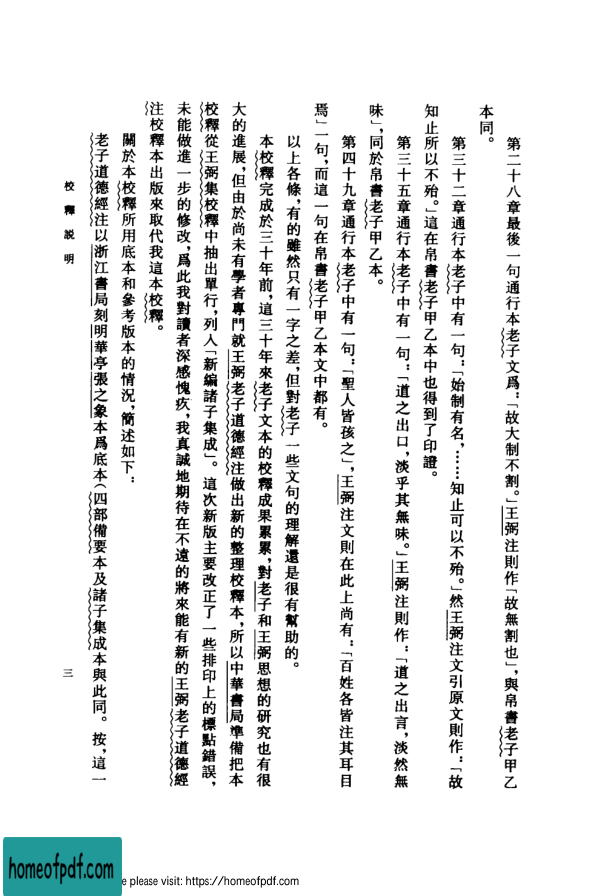 第二十八章最後一句通行本老子文爲：「故大制不割。」王弼注則作「故無割也」，與帛書老子甲乙
本同。
第三十二章通行本老子中有一句：「始制有名，……知止可以不殆。」然王弼注文引原文則作：「故
知止所以不殆。」這在帛書老子甲乙本中也得到了印證。
第三十五章通行本老子中有一句：「道之出口，淡乎其無味。」王弼注則作：「道之出言，淡然無
味」，同於帛書老子甲乙本。
第四十九章通行本老子中有一句：「聖人皆孩之」，王弼注文則在此上尚有：「百姓各皆注其耳目
焉」一句，而這一句在帛書老子甲乙本文中都有。
以上各條，有的雖然只有一字之差，但對老子一些文句的理解還是很有幫助的。
本校釋完成於三十年前，這三十年來老子文本的校釋成果累累，對老子和王弼思想的研究也有很
大的進展，但由於尚未有學者專門就王弼老子道德經注做出新的整理校釋本，所以中華書局準備把本
校釋從王弼集校釋中抽出單行，列入「新編諸子集成」。這次新版主要改正了一些排印上的標點錯誤，
未能做進一步的修改，爲此我對讀者深感愧疚，我真誠地期待在不遠的將來能有新的王弼老子道德經
注校釋本出版來取代我這本校釋。
關於本校釋所用底本和參考版本的情況，簡述如下：
老子道德經注以浙江書局刻明華亭張之象本爲底本（四部備要本及諸子集成本與此同。按，這一
校釋説明
三
homeofpdf.com
e please visit: https://homeofpdf.com